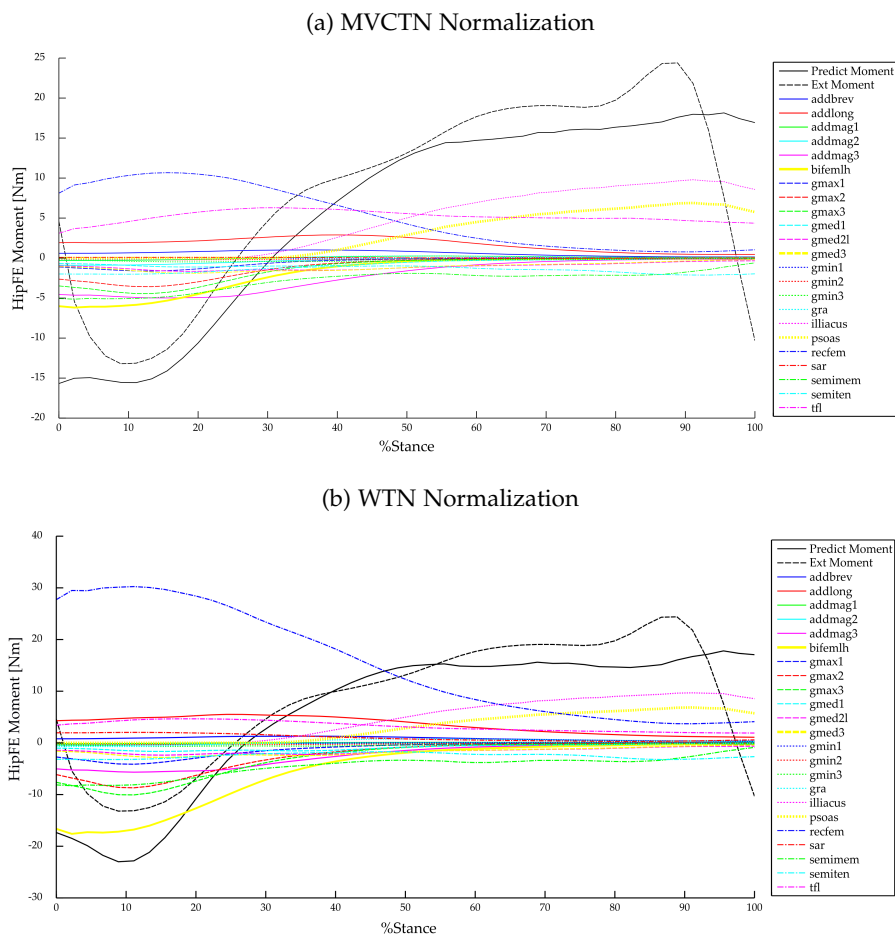 (a) MVCTN Normalization
25
20
15
10
5
0
-5
-10
-15
-20
HipFE Moment [Nm]
0 10 20 30 40 50 60 70 80 90 100
%Stance
Predict Moment
Ext Moment
addbrev
addlong
addmag1
addmag2
addmag3
bifemlh
gmax1
gmax2
gmax3
gmed1
gmed2l
gmed3
gmin1
gmin2
gmin3
gra
illiacus
psoas
recfem
sar
semimem
semiten
tfl
(b) WTN Normalization
40
30
20
10
0
-10
-20
-30
HipFE Moment [Nm]
0 10 20 30 40 50 60 70 80 90 100
%Stance
Predict Moment
Ext Moment
addbrev
addlong
addmag1
addmag2
addmag3
bifemlh
gmax1
gmax2
gmax3
gmed1
gmed2l
gmed3
gmin1
gmin2
gmin3
gra
illiacus
psoas
recfem
sar
semimem
semiten
tfl